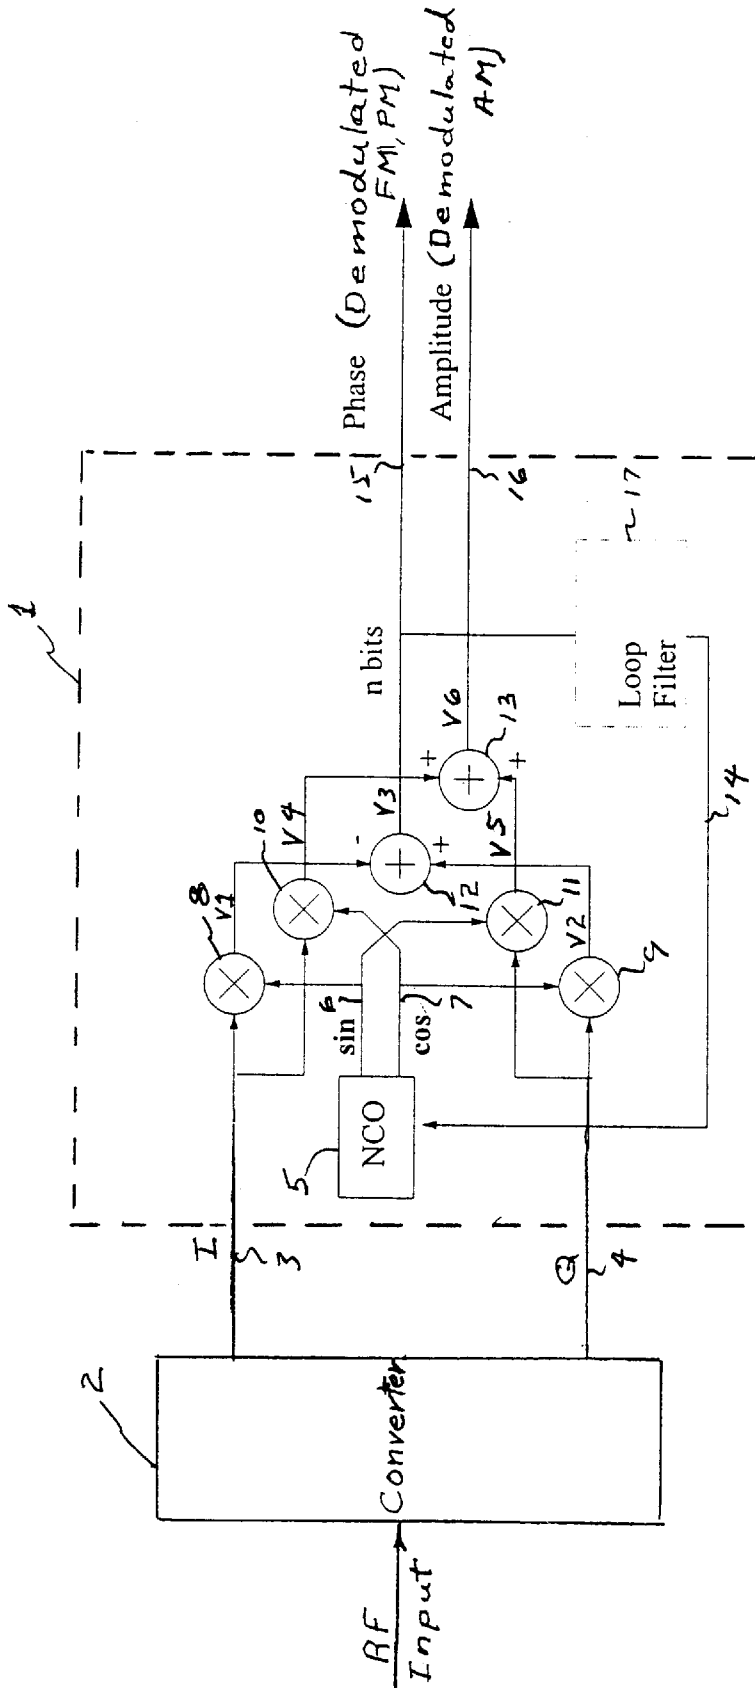 1
2
RF
Input
Converter
I
3
Q
4
5
NCO
sin
6
cos
7
8
V1
10
V4
9
V2
11
V5
12
V3
13
V6
-
+
+
+
n bits
Loop
Filter
17
14
15
16
Phase (Demodulated
FM, PM)
Amplitude (Demodulated
AM)